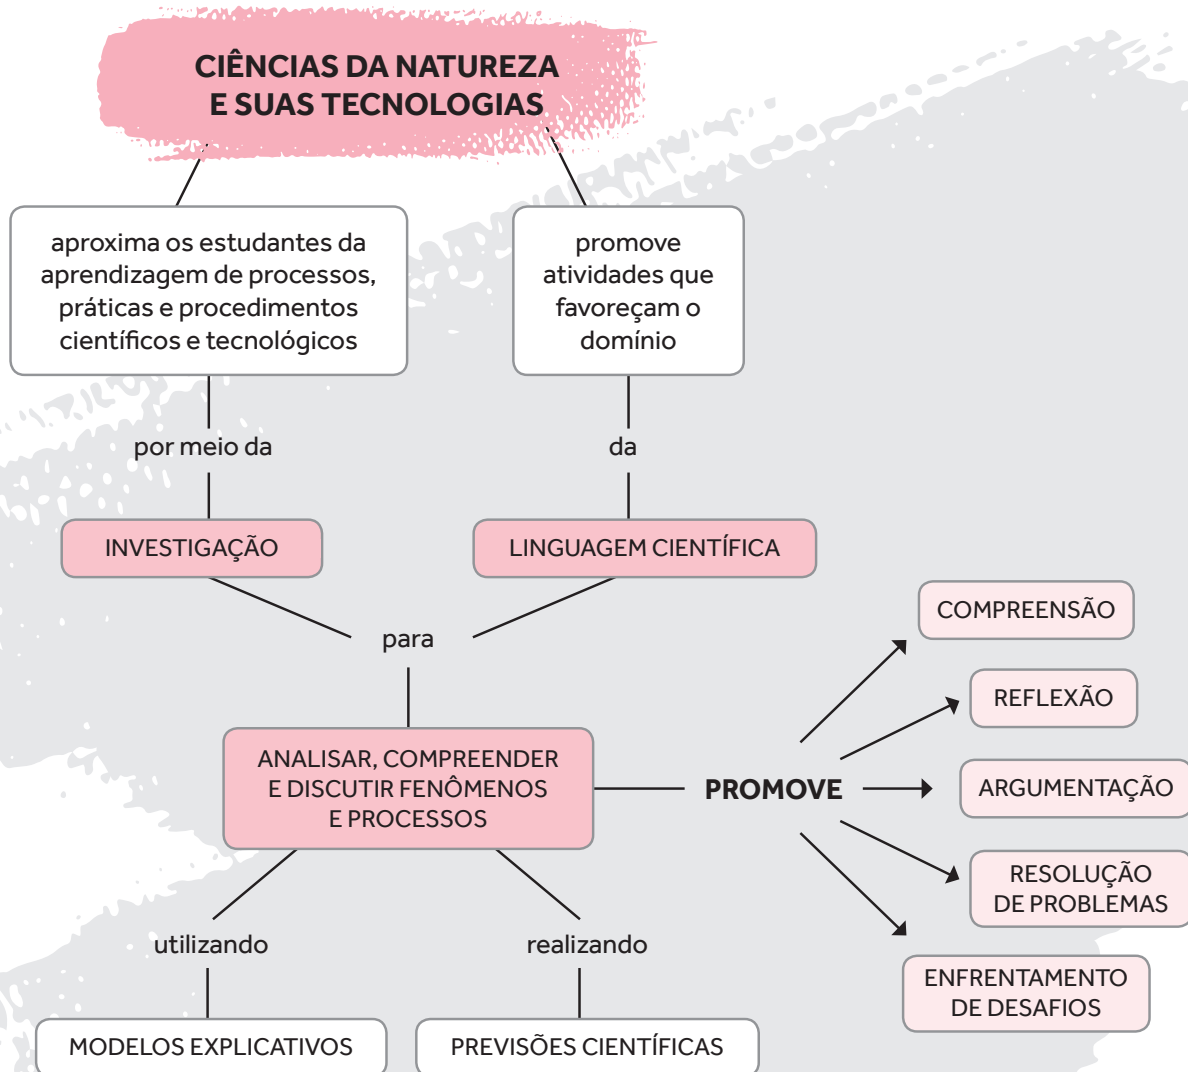 CIÊNCIAS DA NATUREZA
E SUAS TECNOLOGIAS
aproxima os estudantes da
aprendizagem de processos,
práticas e procedimentos
científicos e tecnológicos
promove
atividades que
favoreçam o
domínio
por meio da
da
INVESTIGAÇÃO
LINGUAGEM CIENTÍFICA
para
ANALISAR, COMPREENDER
E DISCUTIR FENÔMENOS
E PROCESSOS
PROMOVE
COMPREENSÃO
REFLEXÃO
ARGUMENTAÇÃO
RESOLUÇÃO
DE PROBLEMAS
ENFRENTAMENTO
DE DESAFIOS
utilizando
realizando
MODELOS EXPLICATIVOS
PREVISÕES CIENTÍFICAS